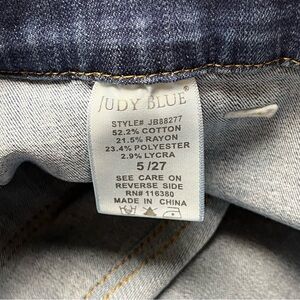 JUDY BLUE
STYLE# JB88277
52.2% COTTON
21.5% RAYON
23.4% POLYESTER
2.9% LYCRA
5/27
SEE CARE ON
REVERSE SIDE
RN# 116380
MADE IN CHINA